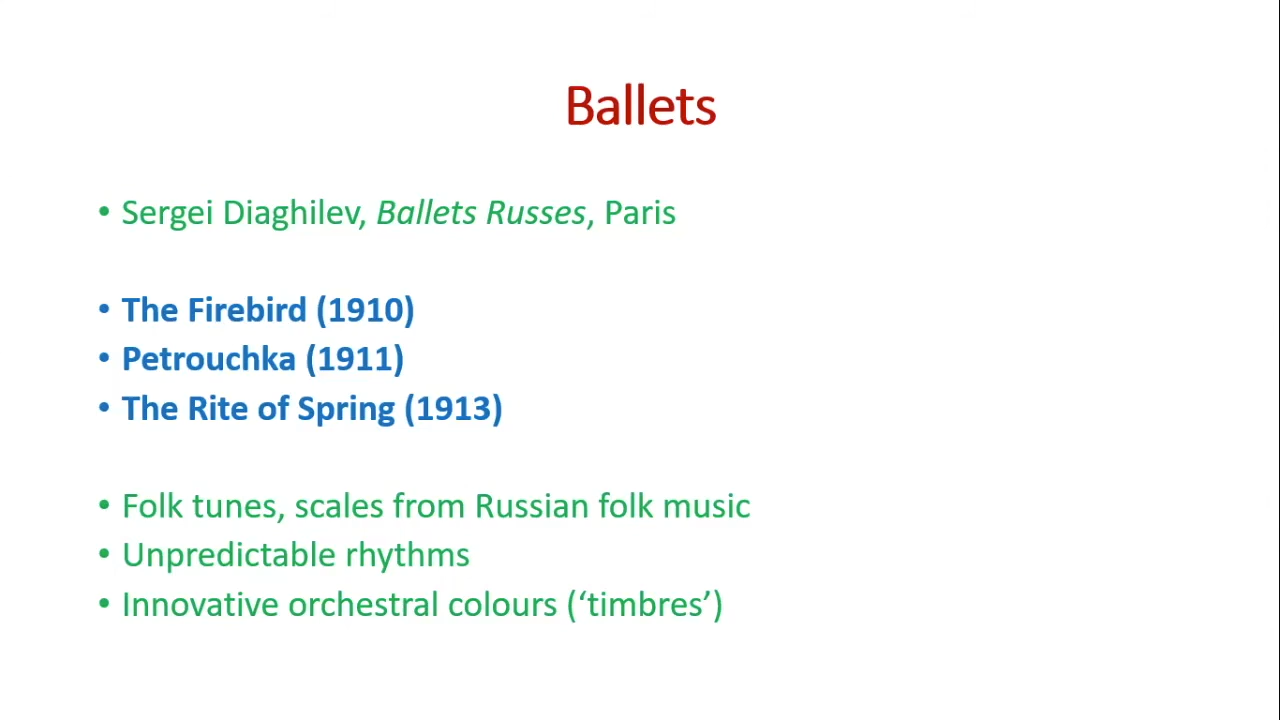 Ballets
• Sergei Diaghilev, Ballets Russes, Paris
• The Firebird (1910)
• Petrouchka (1911)
• The Rite of Spring (1913)
• Folk tunes, scales from Russian folk music
• Unpredictable rhythms
• Innovative orchestral colours (‘timbres’)